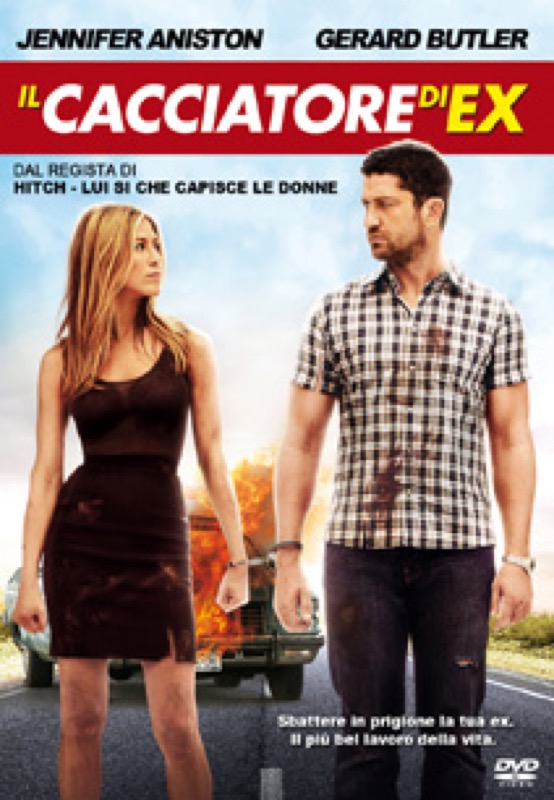 JENNIFER ANISTON GERARD BUTLER
IL CACCIATORE DI EX
DAL REGISTA DI
HITCH - LUI SI CHE CAPISCE LE DONNE
Sbattere in prigione la tua ex.
Il più bel lavoro della vita.
DVD
VIDEO